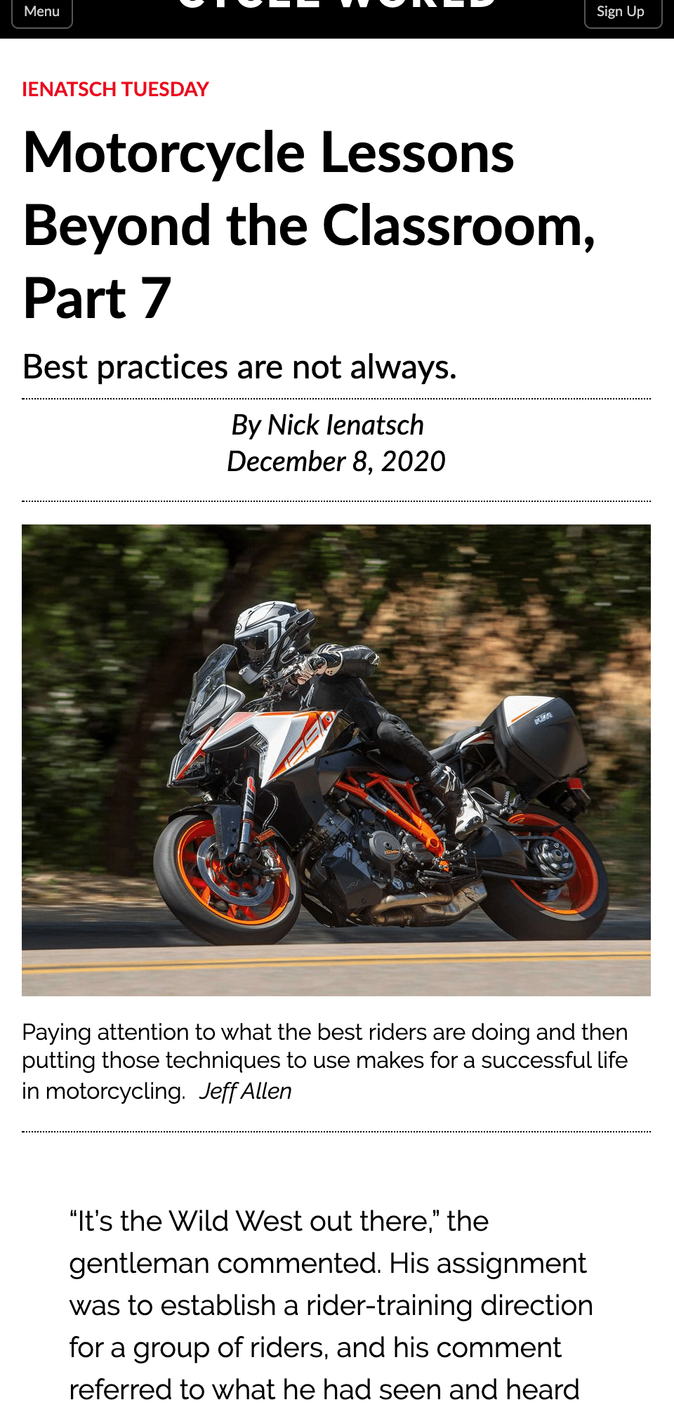 CYCLE WORLD
Menu
Sign Up
IENATSCH TUESDAY
Motorcycle Lessons
Beyond the Classroom,
Part 7
Best practices are not always.
By Nick Ienatsch
December 8, 2020
KTM
Paying attention to what the best riders are doing and then
putting those techniques to use makes for a successful life
in motorcycling. Jeff Allen
“It’s the Wild West out there,” the
gentleman commented. His assignment
was to establish a rider-training direction
for a group of riders, and his comment
referred to what he had seen and heard